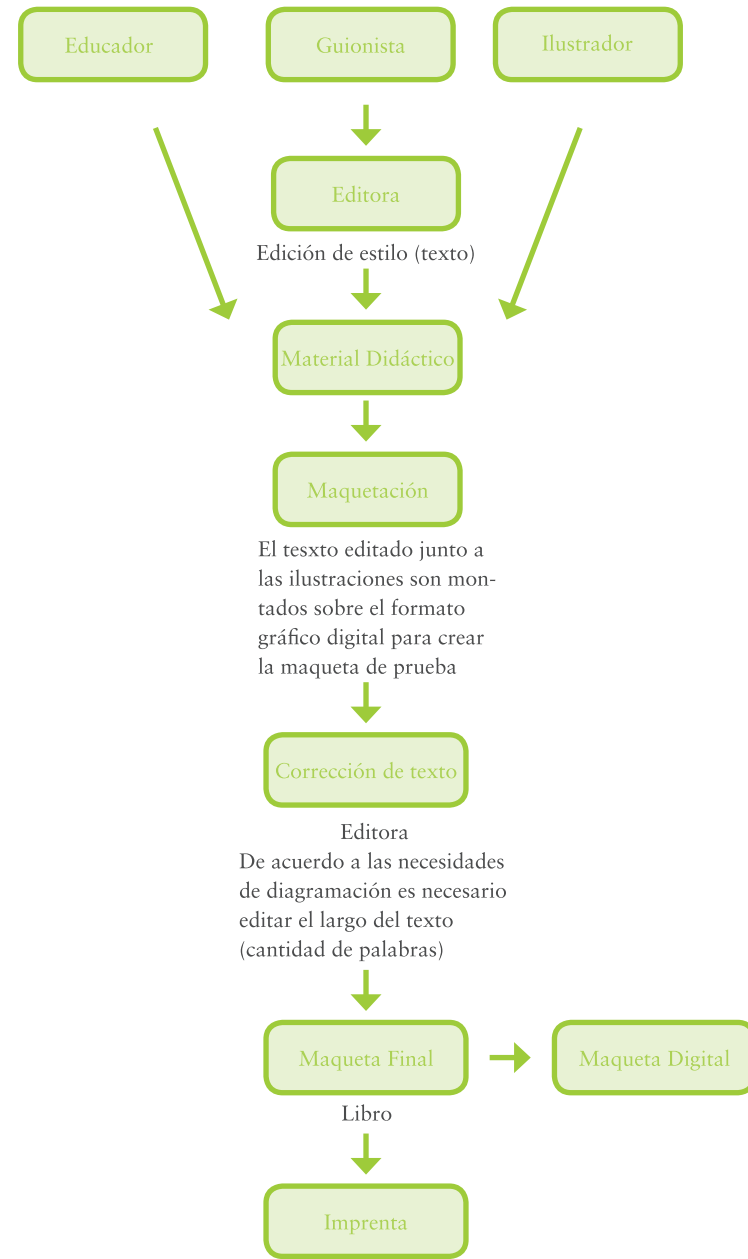 Educador
Guionista
Ilustrador
Editora
Edición de estilo (texto)
Material Didáctico
Maquetación
El tesxto editado junto a
las ilustraciones son mon-
tados sobre el formato
gráfico digital para crear
la maqueta de prueba
Corrección de texto
Editora
De acuerdo a las necesidades
de diagramación es necesario
editar el largo del texto
(cantidad de palabras)
Maqueta Final
Maqueta Digital
Libro
Imprenta